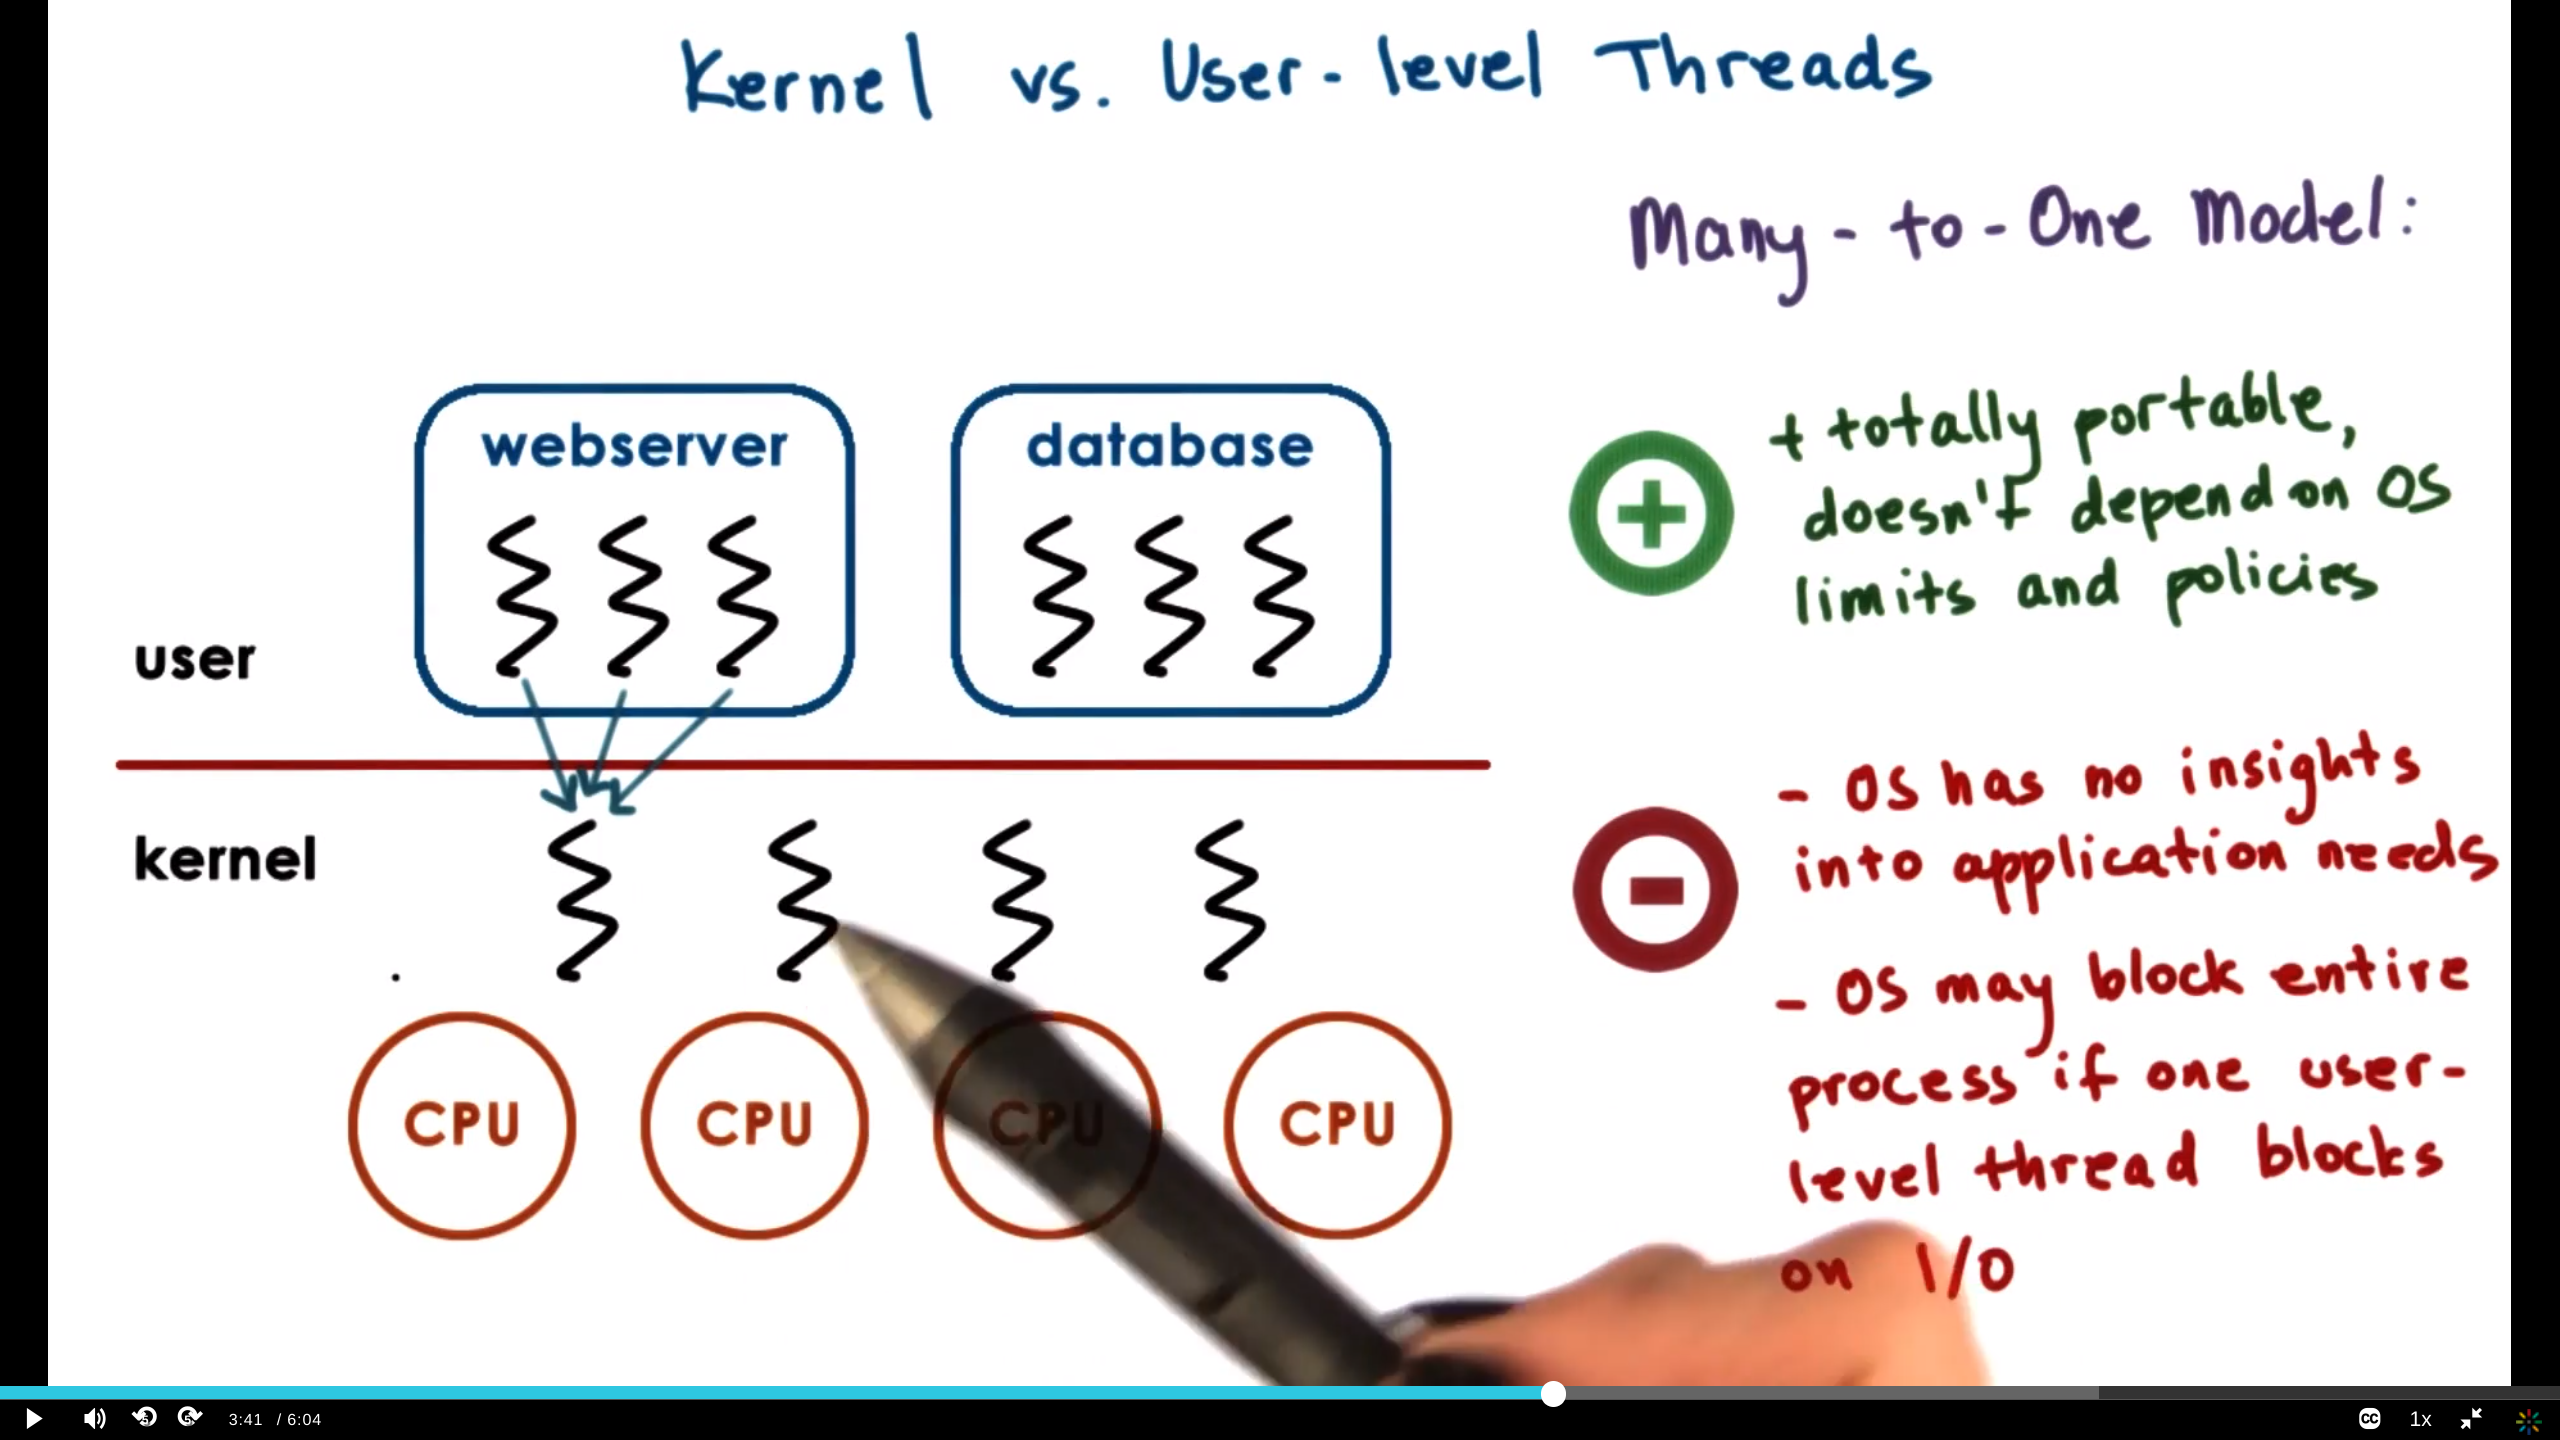 Kernel vs. User-level Threads
Many-to-One Model:
webserver
database
+ totally portable,
doesn't depend on OS
limits and policies
user
- OS has no insights
into application needs
kernel
- OS may block entire
process if one user-
level thread blocks
on I/O
CPU CPU CPU CPU
3:41 / 6:04
CC
1x